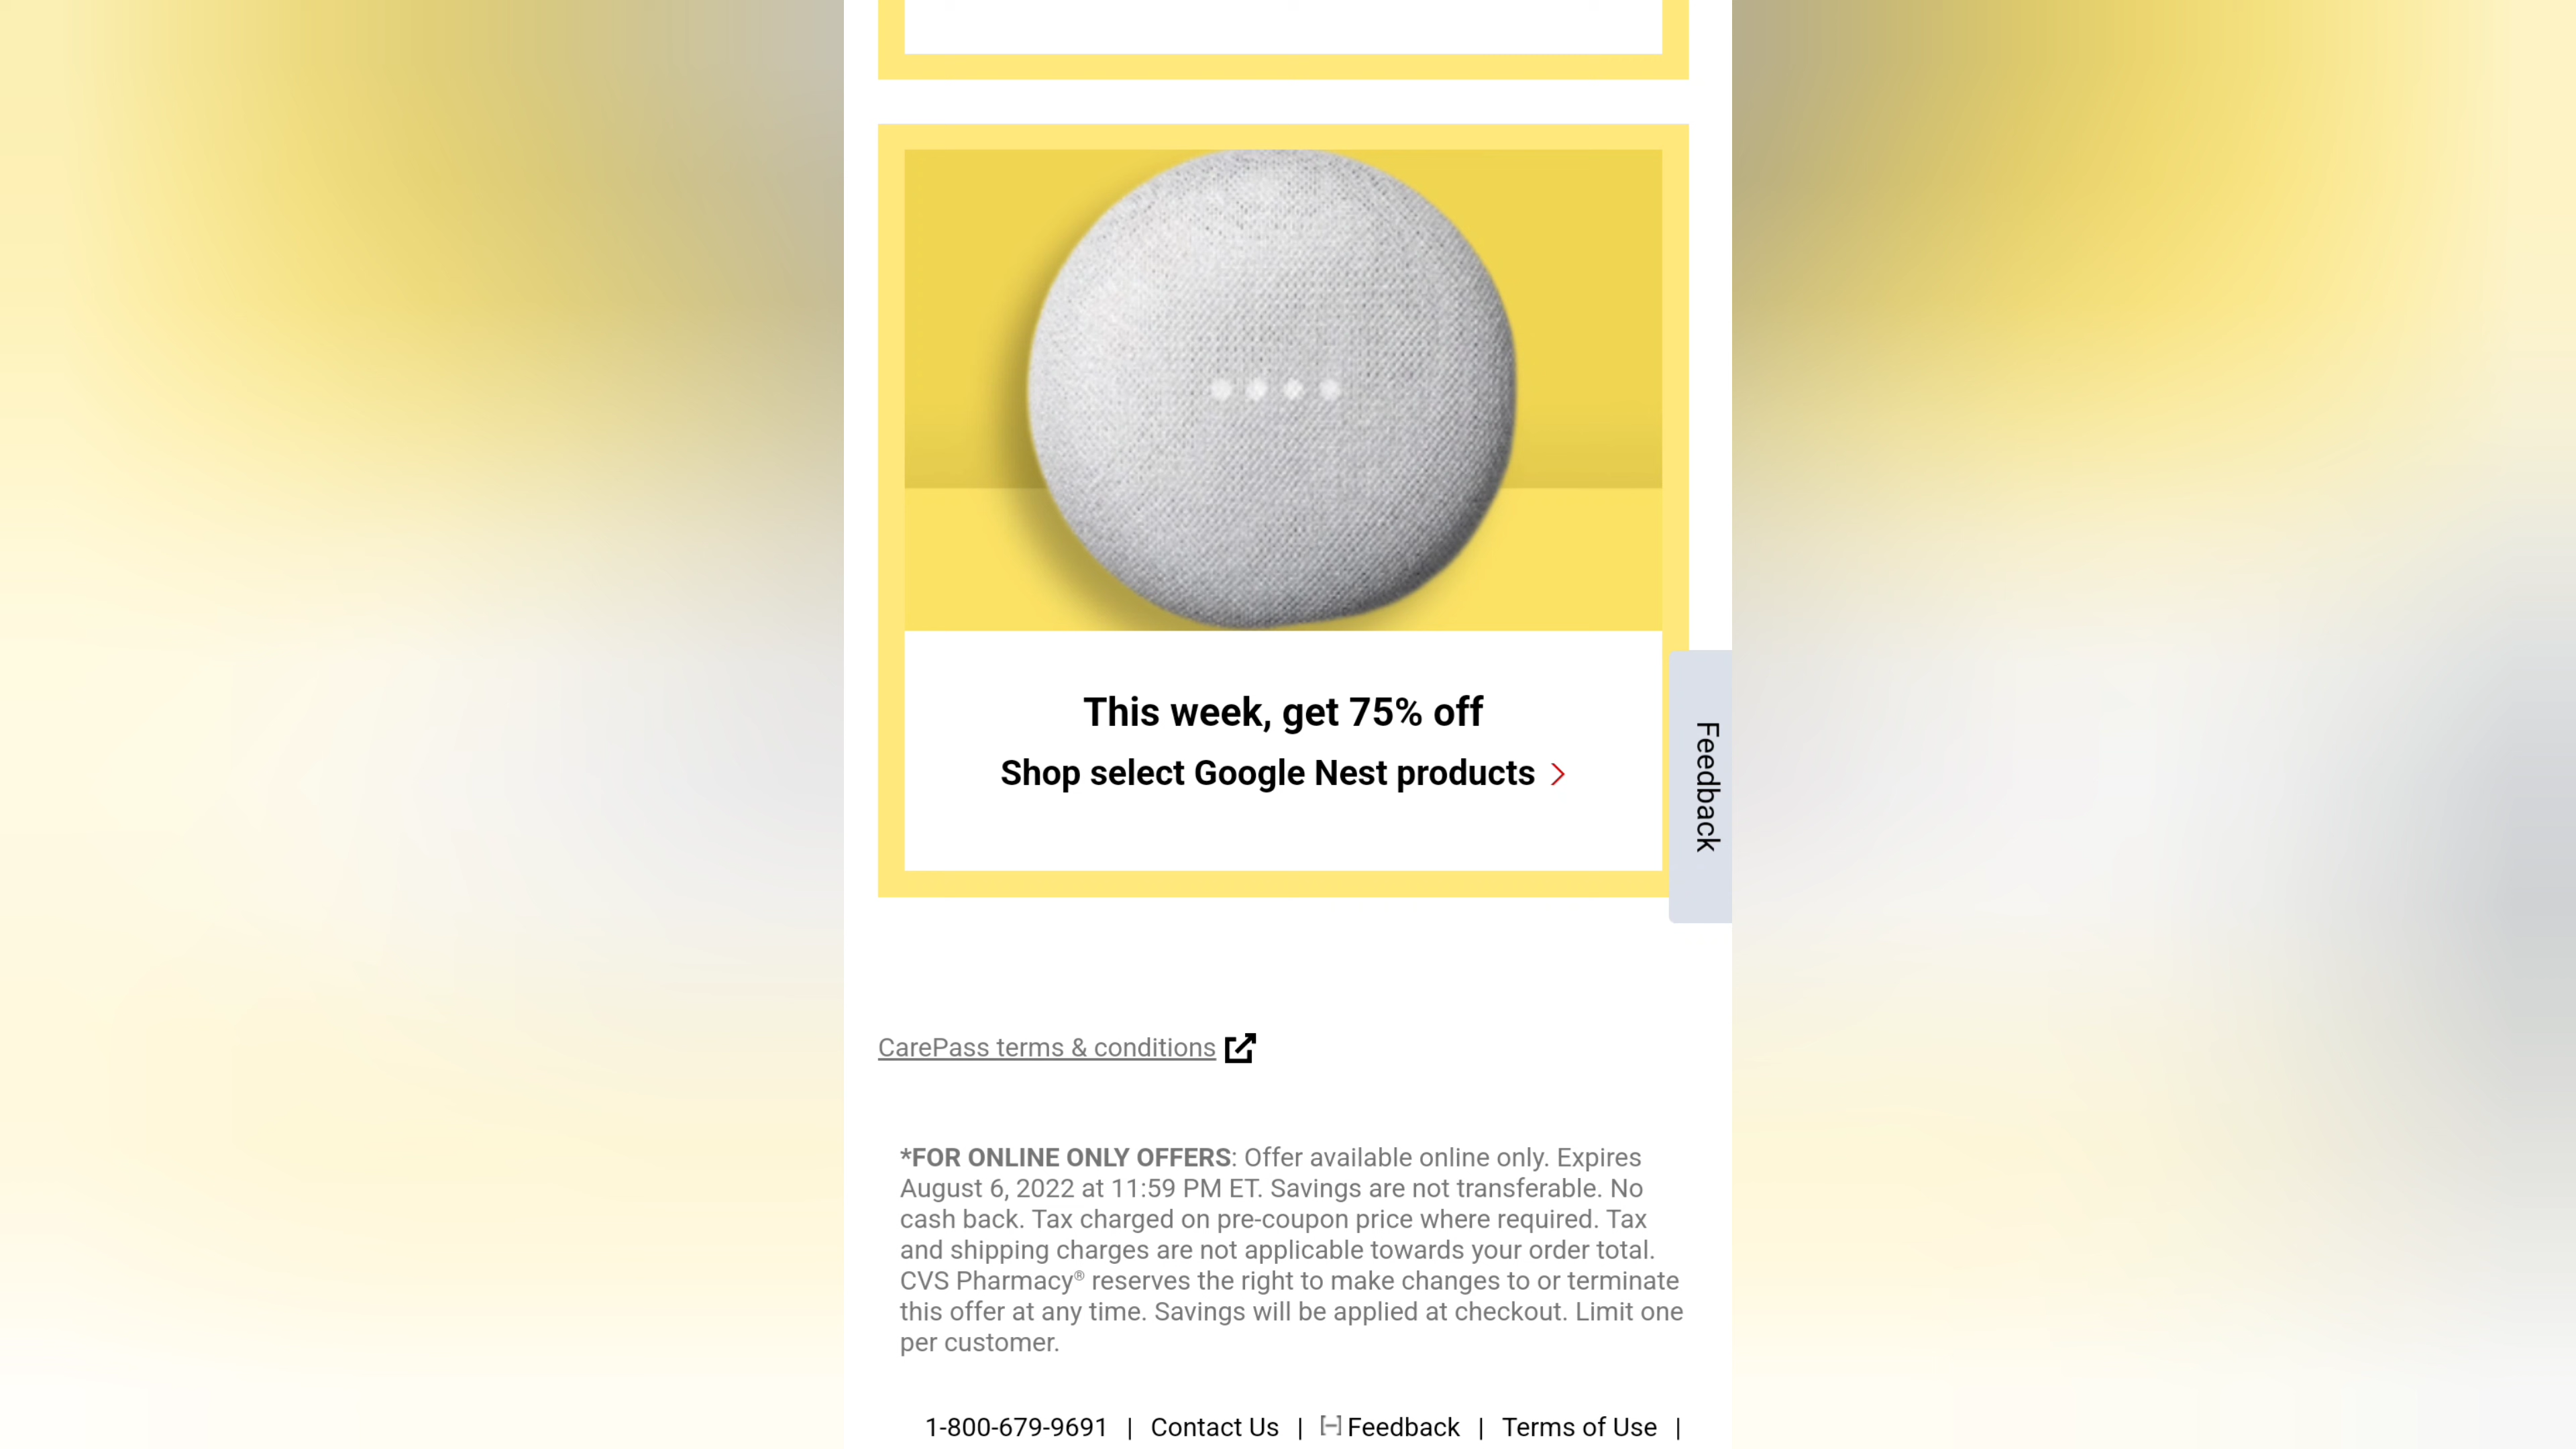 This week, get 75% off
Shop select Google Nest products
Feedback
CarePass terms & conditions
*FOR ONLINE ONLY OFFERS: Offer available online only. Expires
August 6, 2022 at 11:59 PM ET. Savings are not transferable. No
cash back. Tax charged on pre-coupon price where required. Tax
and shipping charges are not applicable towards your order total.
CVS Pharmacy® reserves the right to make changes to or terminate
this offer at any time. Savings will be applied at checkout. Limit one
per customer.
1-800-679-9691 | Contact Us | [-] Feedback | Terms of Use |